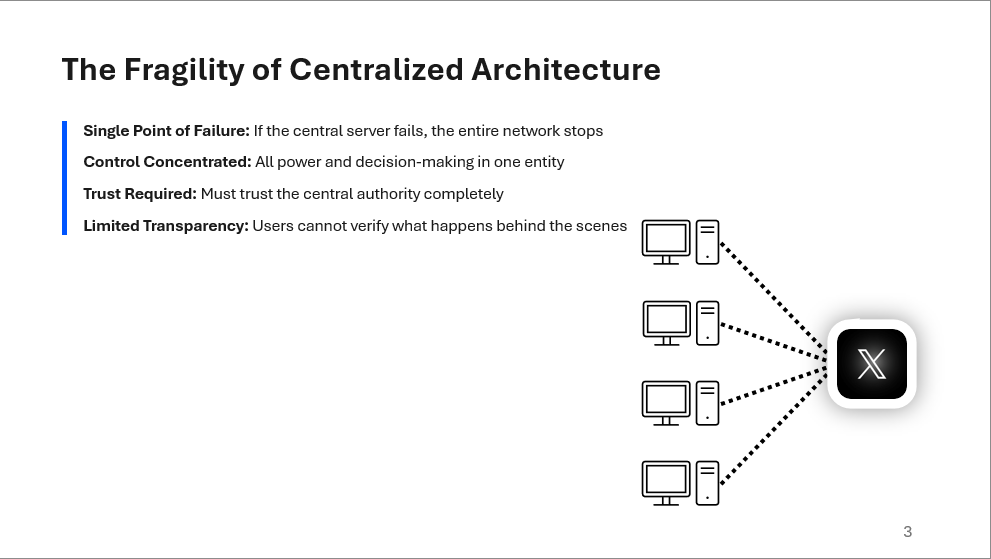 The Fragility of Centralized Architecture
Single Point of Failure: If the central server fails, the entire network stops
Control Concentrated: All power and decision-making in one entity
Trust Required: Must trust the central authority completely
Limited Transparency: Users cannot verify what happens behind the scenes
X
3